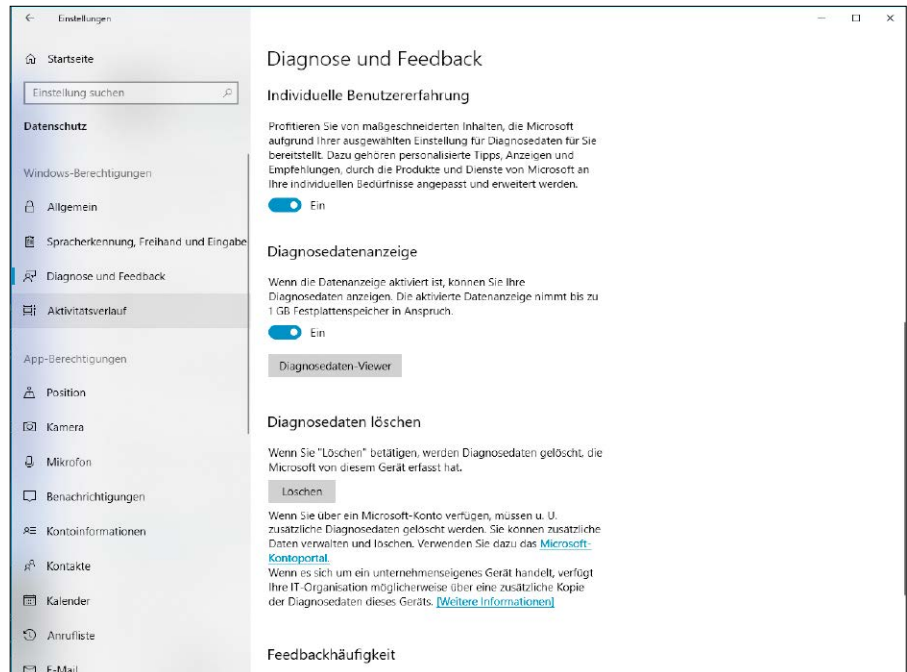 Einstellungen
Startseite
Einstellung suchen
Datenschutz
Windows-Berechtigungen
Allgemein
Spracherkennung, Freihand und Eingabe
Diagnose und Feedback
Aktivitätsverlauf
App-Berechtigungen
Position
Kamera
Mikrofon
Benachrichtigungen
Kontoinformationen
Kontakte
Kalender
Anrufliste
E-Mail
Diagnose und Feedback
Individuelle Benutzererfahrung
Profitieren Sie von maßgeschneiderten Inhalten, die Microsoft
aufgrund Ihrer ausgewählten Einstellung für Diagnosedaten für Sie
bereitstellt. Dazu gehören personalisierte Tipps, Anzeigen und
Empfehlungen, durch die Produkte und Dienste von Microsoft an
Ihre individuellen Bedürfnisse angepasst und erweitert werden.
Ein
Diagnosedatenanzeige
Wenn die Datenanzeige aktiviert ist, können Sie Ihre
Diagnosedaten anzeigen. Die aktivierte Datenanzeige nimmt bis zu
1 GB Festplattenspeicher in Anspruch.
Ein
Diagnosedaten-Viewer
Diagnosedaten löschen
Wenn Sie "Löschen" betätigen, werden Diagnosedaten gelöscht, die
Microsoft von diesem Gerät erfasst hat.
Löschen
Wenn Sie über ein Microsoft-Konto verfügen, müssen u. U.
zusätzliche Diagnosedaten gelöscht werden. Sie können zusätzliche
Daten verwalten und löschen. Verwenden Sie dazu das Microsoft-
Kontoportal.
Wenn es sich um ein unternehmenseigenes Gerät handelt, verfügt
Ihre IT-Organisation möglicherweise über eine zusätzliche Kopie
der Diagnosedaten dieses Geräts. [Weitere Informationen]
Feedbackhäufigkeit